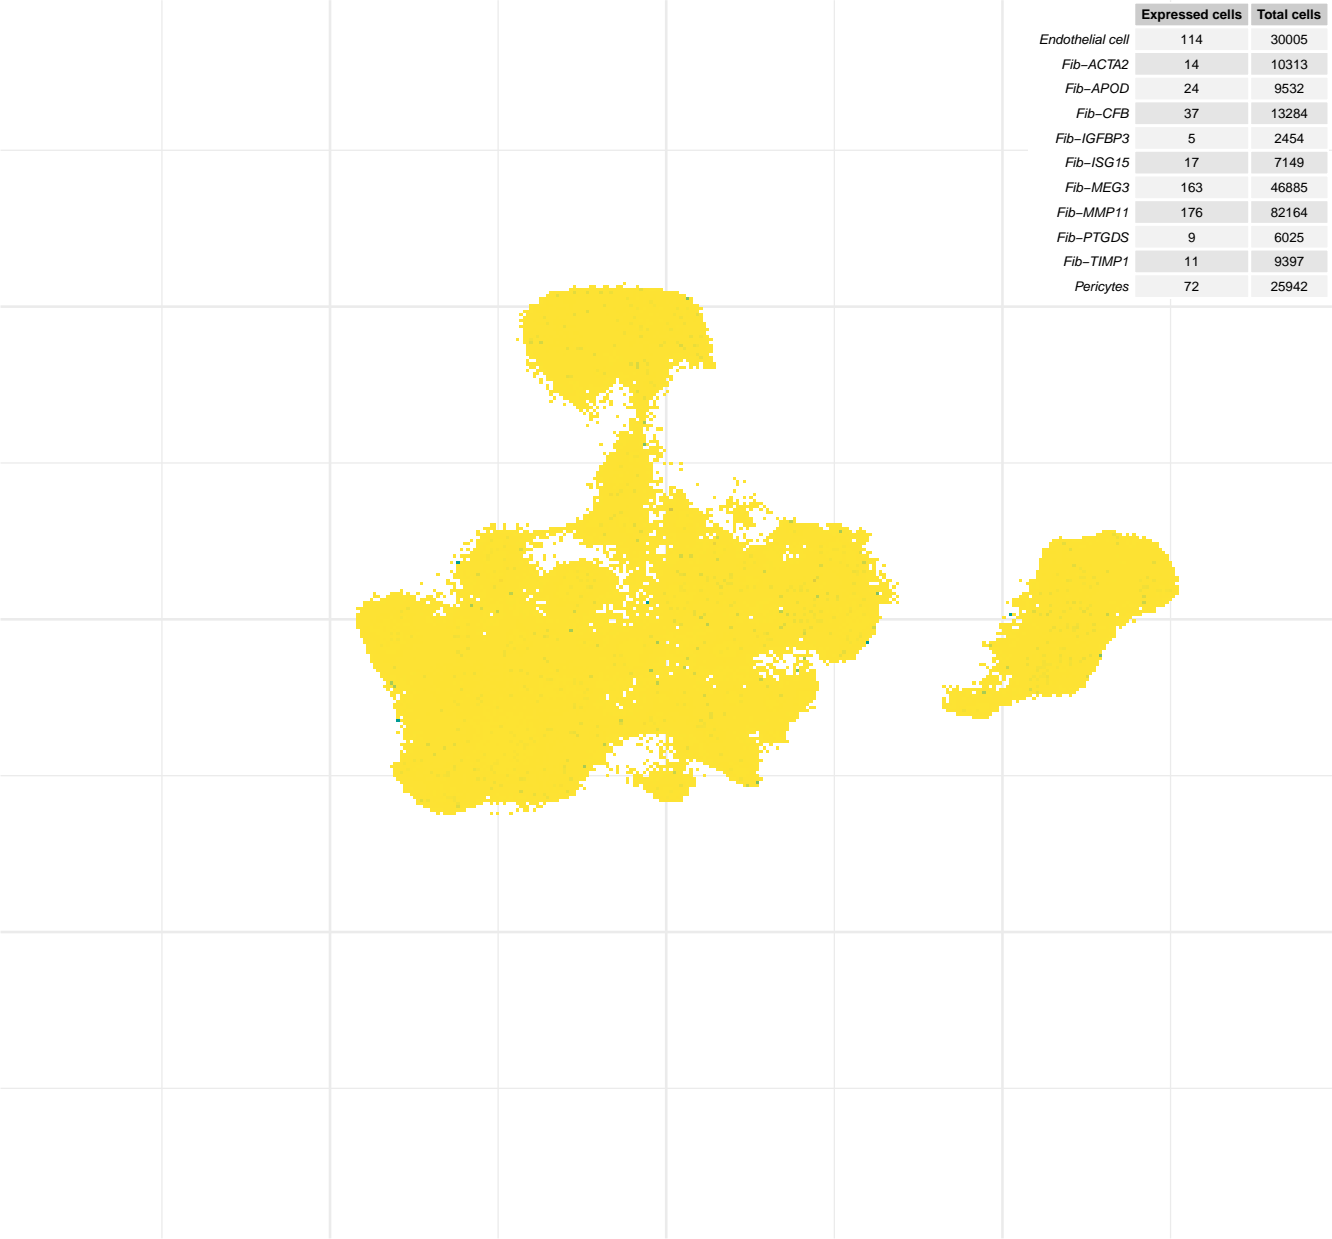 Expressed cells Total cells
Endothelial cell 114 30005
Fib−ACTA2 14 10313
Fib−APOD 24 9532
Fib−CFB 37 13284
Fib−IGFBP3 5 2454
Fib−ISG15 17 7149
Fib−MEG3 163 46885
Fib−MMP11 176 82164
Fib−PTGDS 9 6025
Fib−TIMP1 11 9397
Pericytes 72 25942